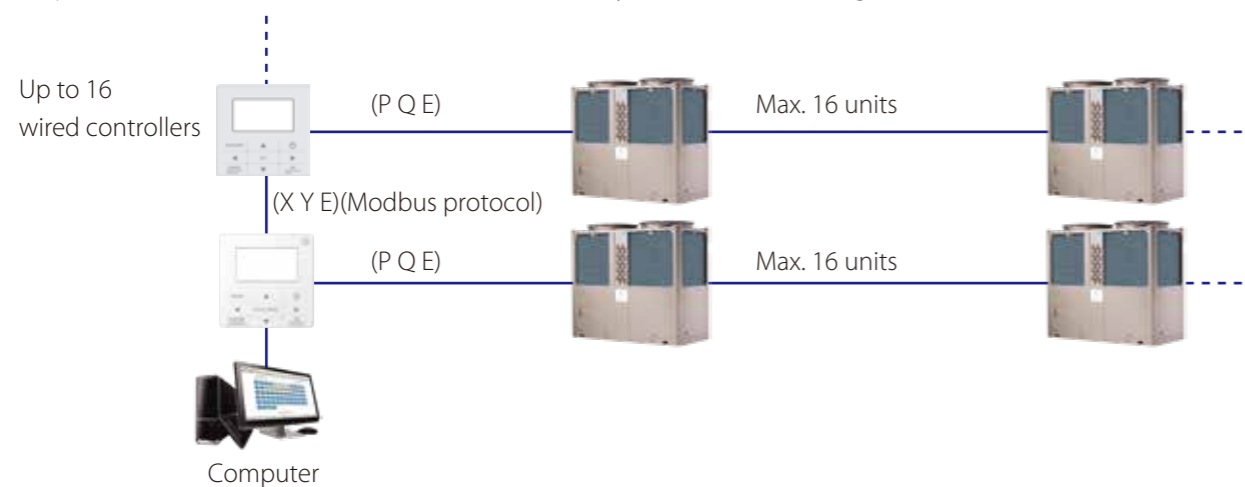 Up to 16
wired controllers
(P Q E)
Max. 16 units
(X Y E)(Modbus protocol)
(P Q E)
Max. 16 units
Computer